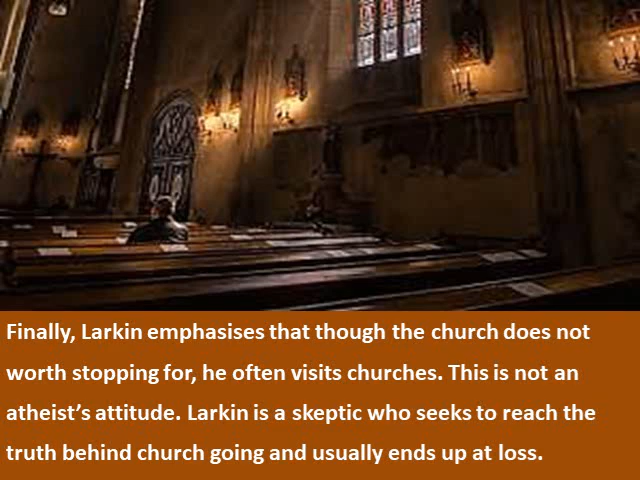 Finally, Larkin emphasises that though the church does not
worth stopping for, he often visits churches. This is not an
atheist’s attitude. Larkin is a skeptic who seeks to reach the
truth behind church going and usually ends up at loss.